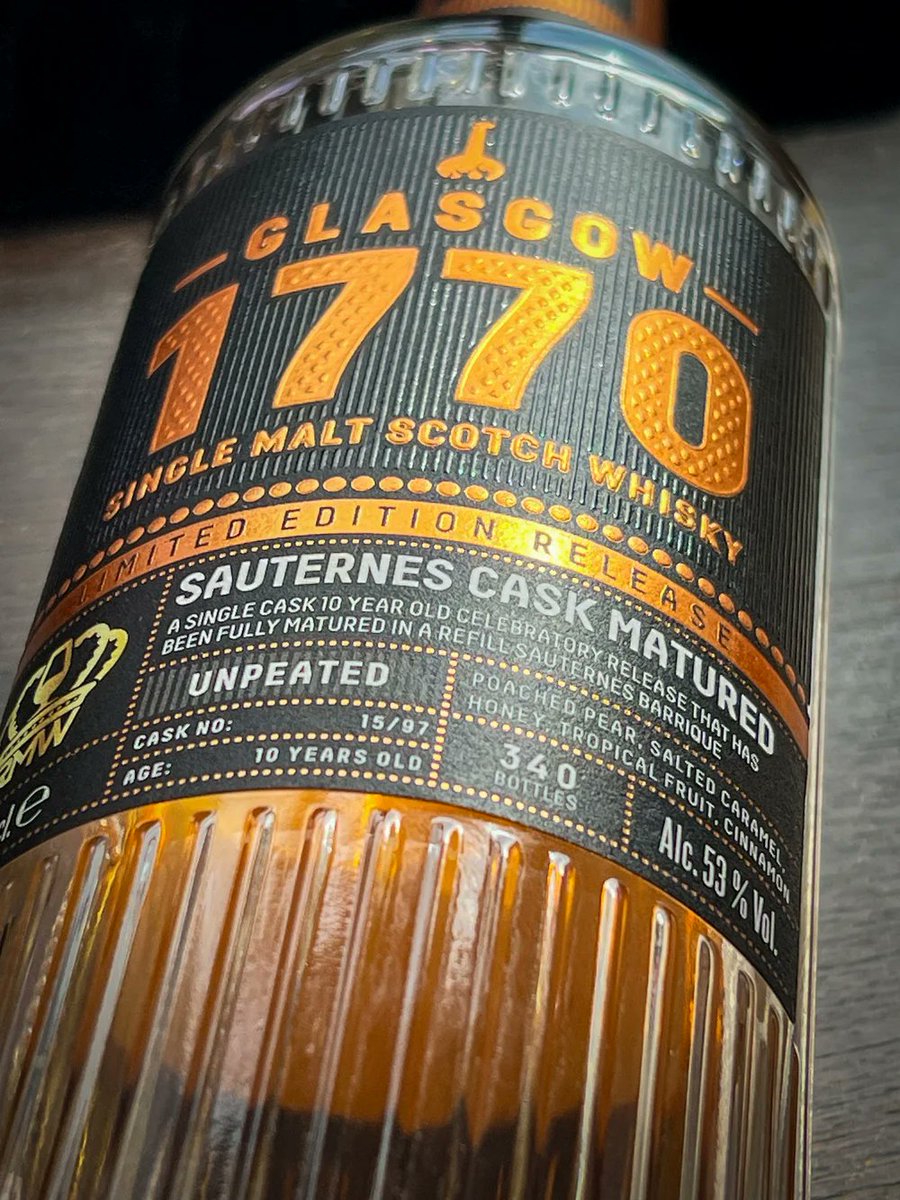 GLASGOW
1770
SINGLE MALT SCOTCH WHISKY
LIMITED EDITION RELEASE
SAUTERNES CASK MATURED
A SINGLE CASK 10 YEAR OLD CELEBRATORY RELEASE THAT HAS
BEEN FULLY MATURED IN A REFILL SAUTERNES BARRIQUE
UNPEATED
POACHED PEAR, SALTED CARAMEL,
HONEY, TROPICAL FRUIT, CINNAMON
CASK NO: 15/97
AGE: 10 YEARS OLD
340
BOTTLES
Alc. 53 % Vol.